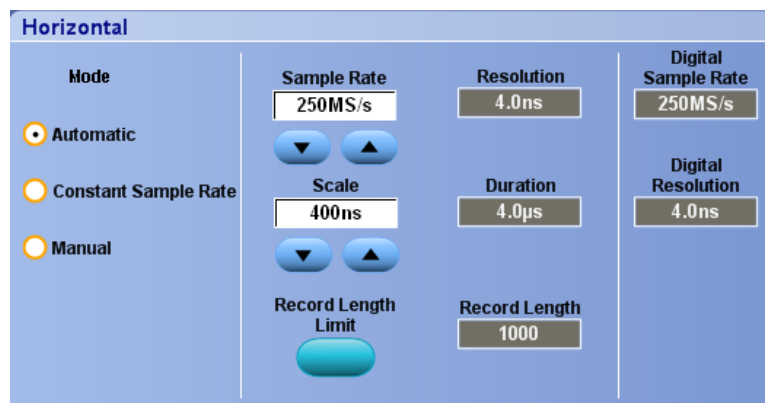 Horizontal
Mode
Automatic
Constant Sample Rate
Manual
Sample Rate
250MS/s
Scale
400ns
Record Length
Limit
Resolution
4.0ns
Duration
4.0µs
Record Length
1000
Digital
Sample Rate
250MS/s
Digital
Resolution
4.0ns